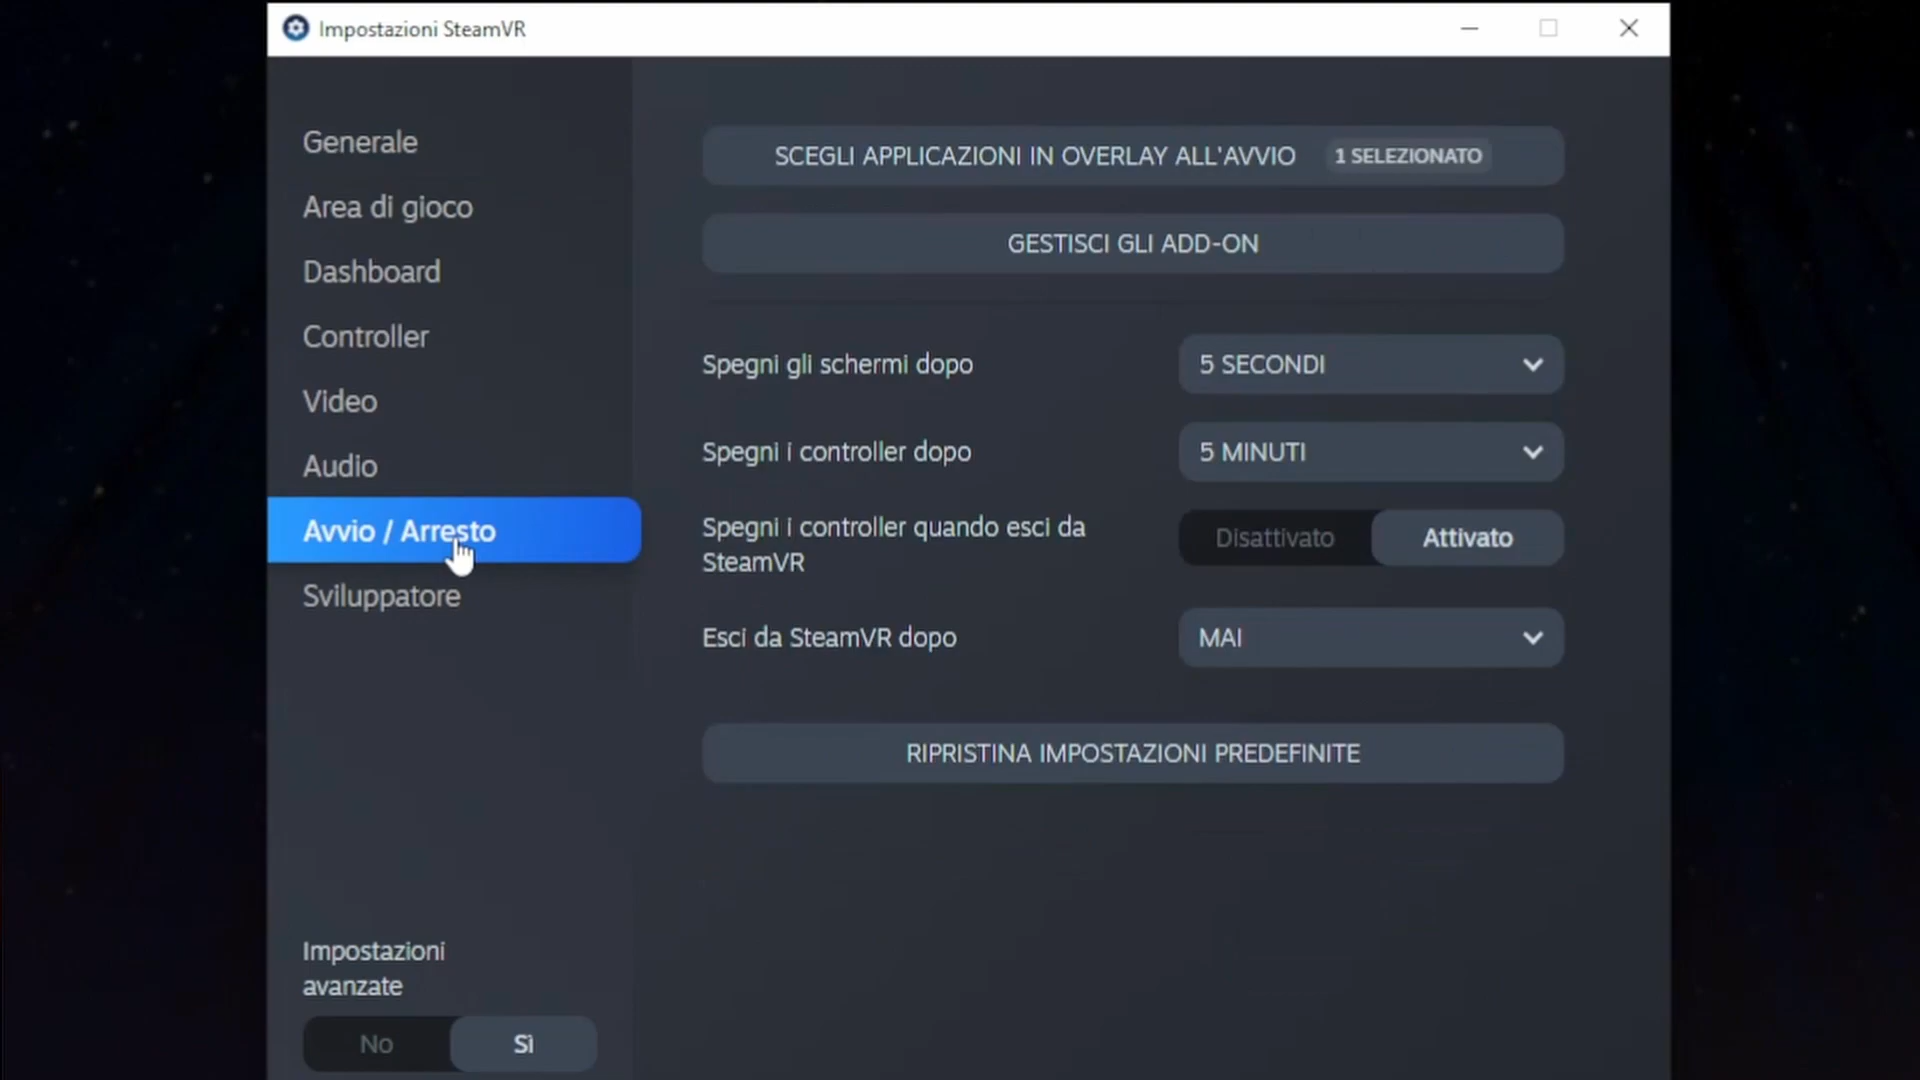 Impostazioni SteamVR
Generale
Area di gioco
Dashboard
Controller
Video
Audio
Avvio / Arresto
Sviluppatore
Impostazioni
avanzate
No Sì
SCEGLI APPLICAZIONI IN OVERLAY ALL'AVVIO 1 SELEZIONATO
GESTISCI GLI ADD-ON
Spegni gli schermi dopo 5 SECONDI
Spegni i controller dopo 5 MINUTI
Spegni i controller quando esci da
SteamVR
Disattivato Attivato
Esci da SteamVR dopo MAI
RIPRISTINA IMPOSTAZIONI PREDEFINITE